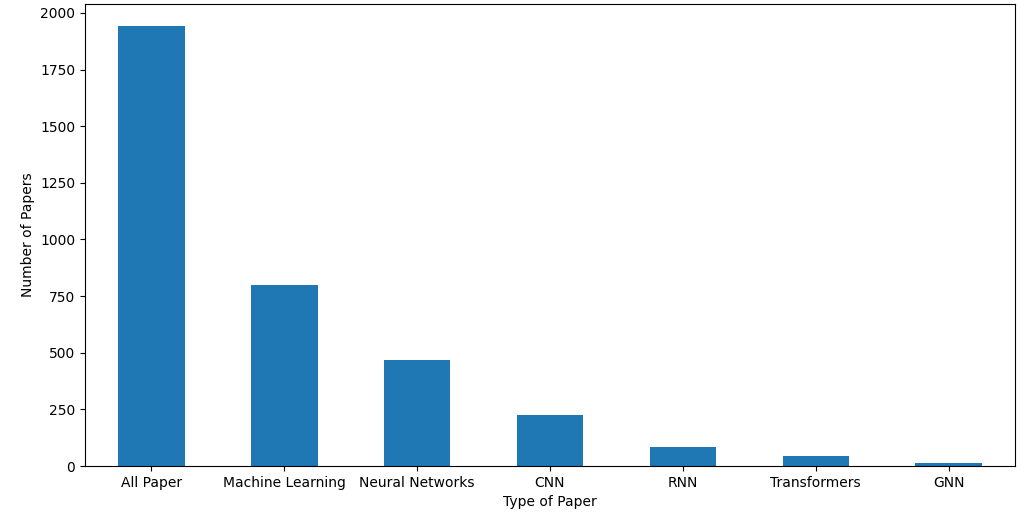 2000
1750
1500
1250
1000
750
500
250
0
Number of Papers
All Paper
Machine Learning
Neural Networks
CNN
RNN
Transformers
GNN
Type of Paper